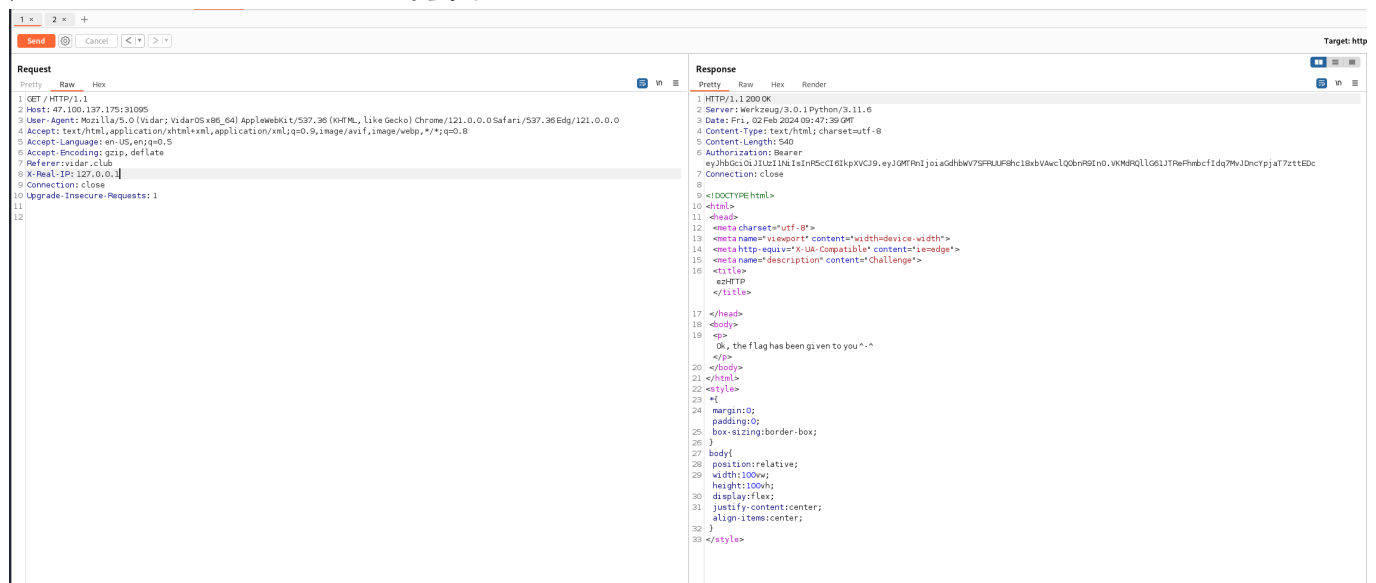 1 × 2 × +
Send Cancel < > Target: http
Request
Pretty Raw Hex \n
1 GET / HTTP/1.1
2 Host: 47.100.137.175:31095
3 User-Agent: Mozilla/5.0 (Vidar; VidarOS x86_64) AppleWebKit/537.36 (KHTML, like Gecko) Chrome/121.0.0.0 Safari/537.36 Edg/121.0.0.0
4 Accept: text/html,application/xhtml+xml,application/xml;q=0.9,image/avif,image/webp,*/*;q=0.8
5 Accept-Language: en-US,en;q=0.5
6 Accept-Encoding: gzip, deflate
7 Referer:vidar.club
8 X-Real-IP: 127.0.0.1
9 Connection: close
10 Upgrade-Insecure-Requests: 1
11
12
Response
Pretty Raw Hex Render \n
1 HTTP/1.1 200 OK
2 Server: Werkzeug/3.0.1 Python/3.11.6
3 Date: Fri, 02 Feb 2024 09:47:39 GMT
4 Content-Type: text/html; charset=utf-8
5 Content-Length: 540
6 Authorization: Bearer
7 Connection: close
8
9 <!DOCTYPE html>
10 <html>
11 <head>
12 <meta charset="utf-8">
13 <meta name="viewport" content="width=device-width">
14 <meta http-equiv="X-UA-Compatible" content="ie=edge">
15 <meta name="description" content="Challenge">
16 <title>
ezHTTP
</title>
17 </head>
18 <body>
19 <p>
Ok, the flag has been given to you ^-^
</p>
20 </body>
21 </html>
22 <style>
23 *{
24 margin:0;
padding:0;
25 box-sizing:border-box;
26 }
27 body{
28 position:relative;
29 width:100vw;
height:100vh;
30 display:flex;
31 justify-content:center;
align-items:center;
32 }
33 </style>